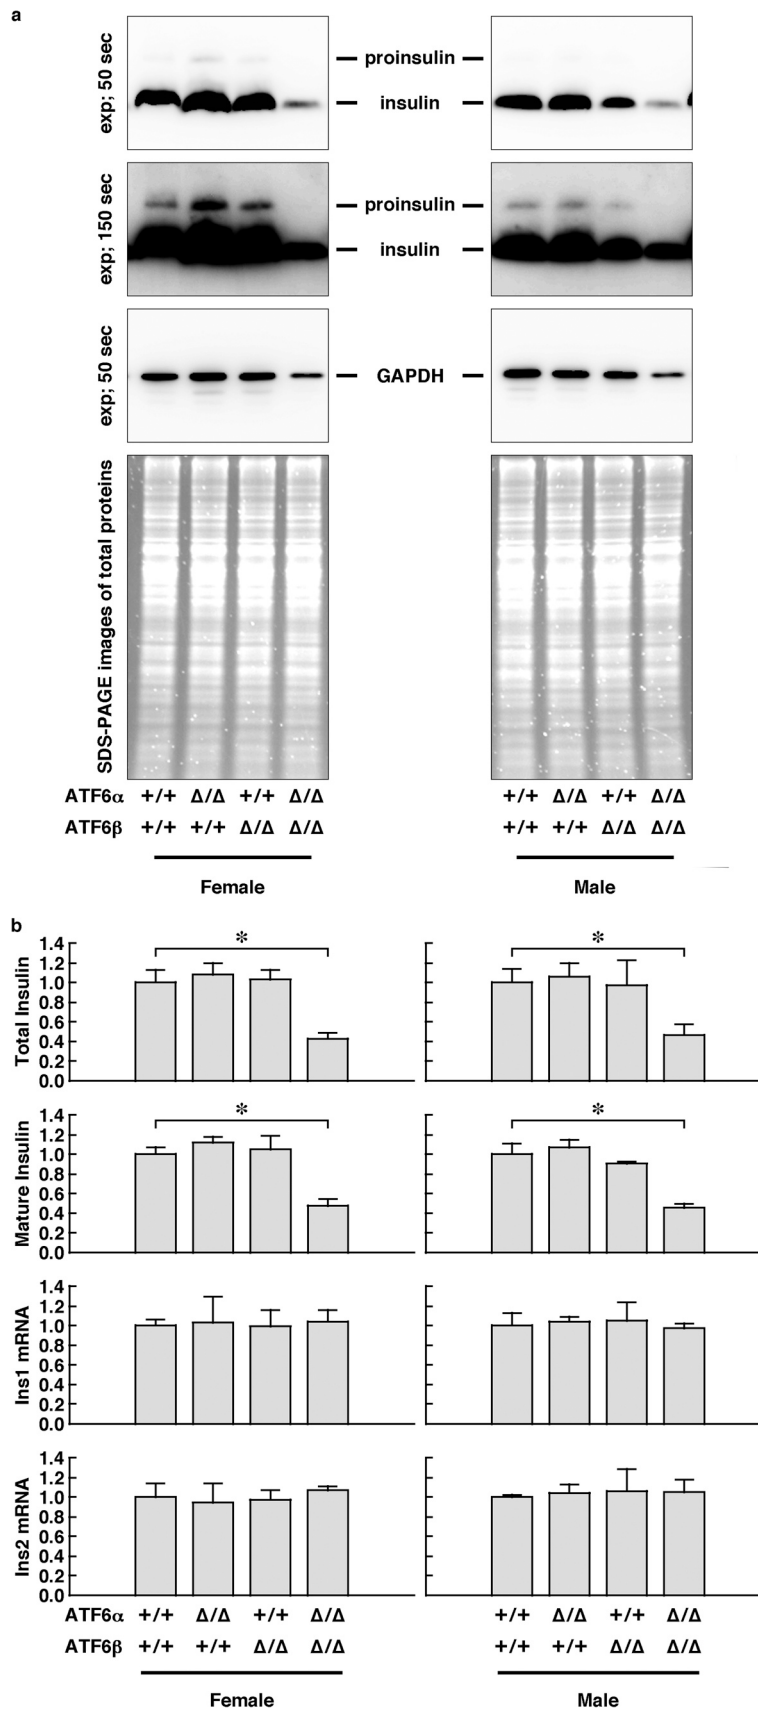 a
exp; 50 sec
proinsulin
insulin
exp; 150 sec
proinsulin
insulin
exp; 50 sec
GAPDH
SDS-PAGE images of total proteins
ATF6α +/+ Δ/Δ +/+ Δ/Δ +/+ Δ/Δ +/+ Δ/Δ
ATF6β +/+ +/+ Δ/Δ Δ/Δ +/+ +/+ Δ/Δ Δ/Δ
Female Male
b
Total Insulin
1.4
1.2
1.0
0.8
0.6
0.4
0.2
0.0
* *
Mature Insulin
1.4
1.2
1.0
0.8
0.6
0.4
0.2
0.0
* *
Ins1 mRNA
1.4
1.2
1.0
0.8
0.6
0.4
0.2
0.0
Ins2 mRNA
1.4
1.2
1.0
0.8
0.6
0.4
0.2
0.0
ATF6α +/+ Δ/Δ +/+ Δ/Δ +/+ Δ/Δ +/+ Δ/Δ
ATF6β +/+ +/+ Δ/Δ Δ/Δ +/+ +/+ Δ/Δ Δ/Δ
Female Male